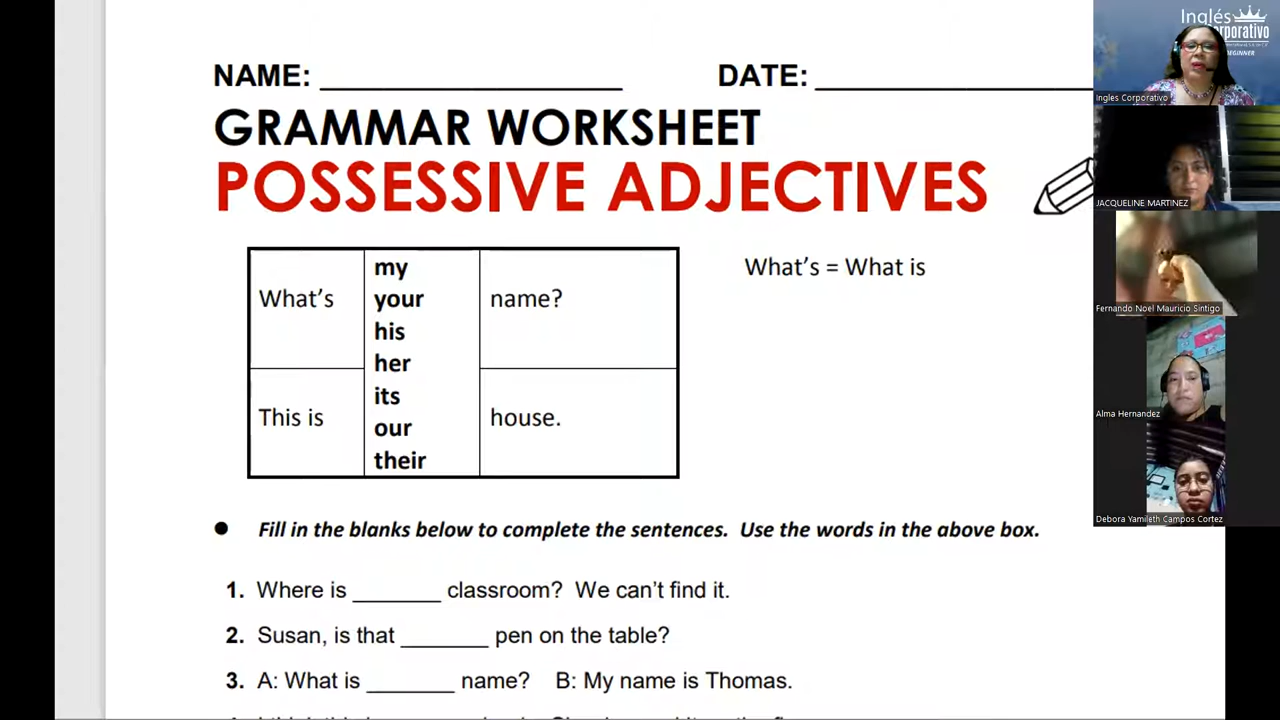 NAME: ____________________ DATE: ____________________
GRAMMAR WORKSHEET
POSSESSIVE ADJECTIVES
What's
my
your
his
her
its
our
their
name?
This is
house.
What's = What is
● Fill in the blanks below to complete the sentences. Use the words in the above box.
1. Where is _______ classroom? We can't find it.
2. Susan, is that _______ pen on the table?
3. A: What is _______ name? B: My name is Thomas.
Inglés
Corporativo
BEGINNER
Ingles Corporativo
JACQUELINE MARTINEZ
Fernando Noel Mauricio Sintigo
Alma Hernandez
Debora Yamileth Campos Cortez